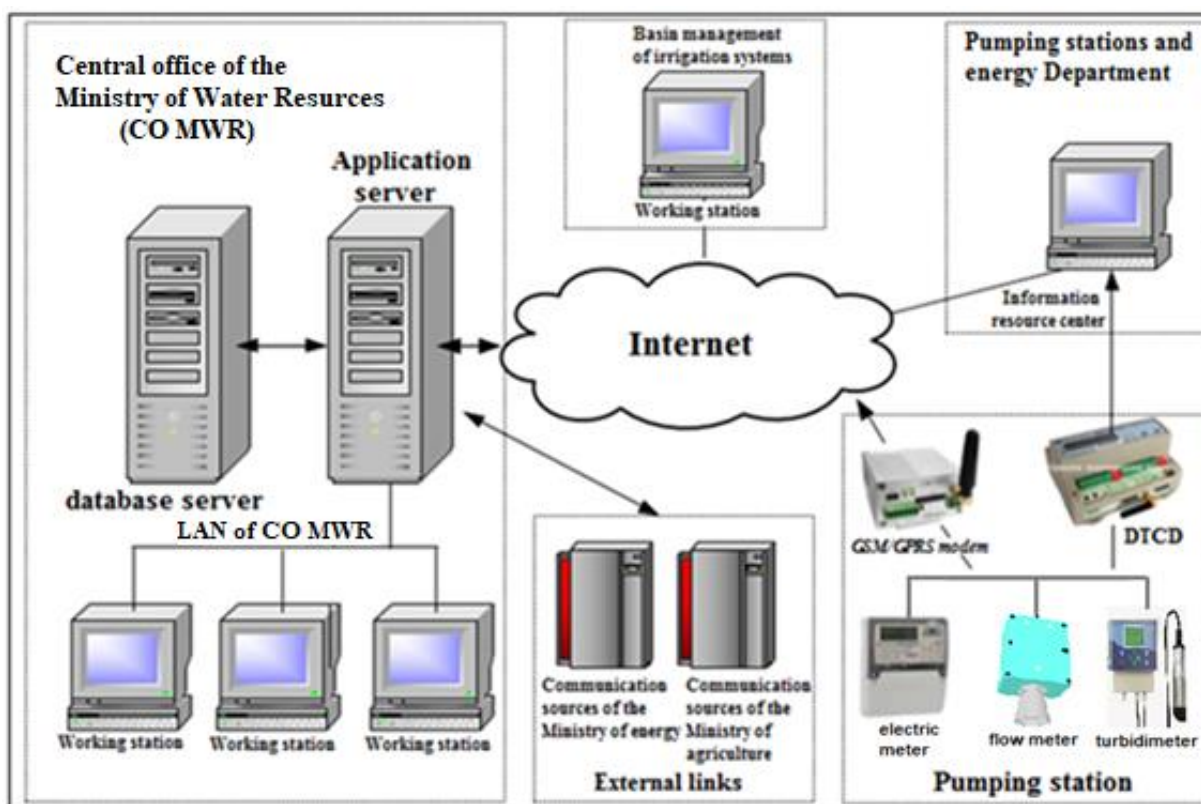 Central office of the
Ministry of Water Resurces
(CO MWR)
Application
server
database server
LAN of CO MWR
Working station
Working station
Working station
Basin management
of irrigation systems
Working station
Internet
Pumping stations and
energy Department
Information
resource center
GSM/GPRS modem
DTCD
electric
meter
flow meter
turbidimeter
Pumping station
Communication
sources of the
Ministry of energy
Communication
sources of the
Ministry of
agriculture
External links